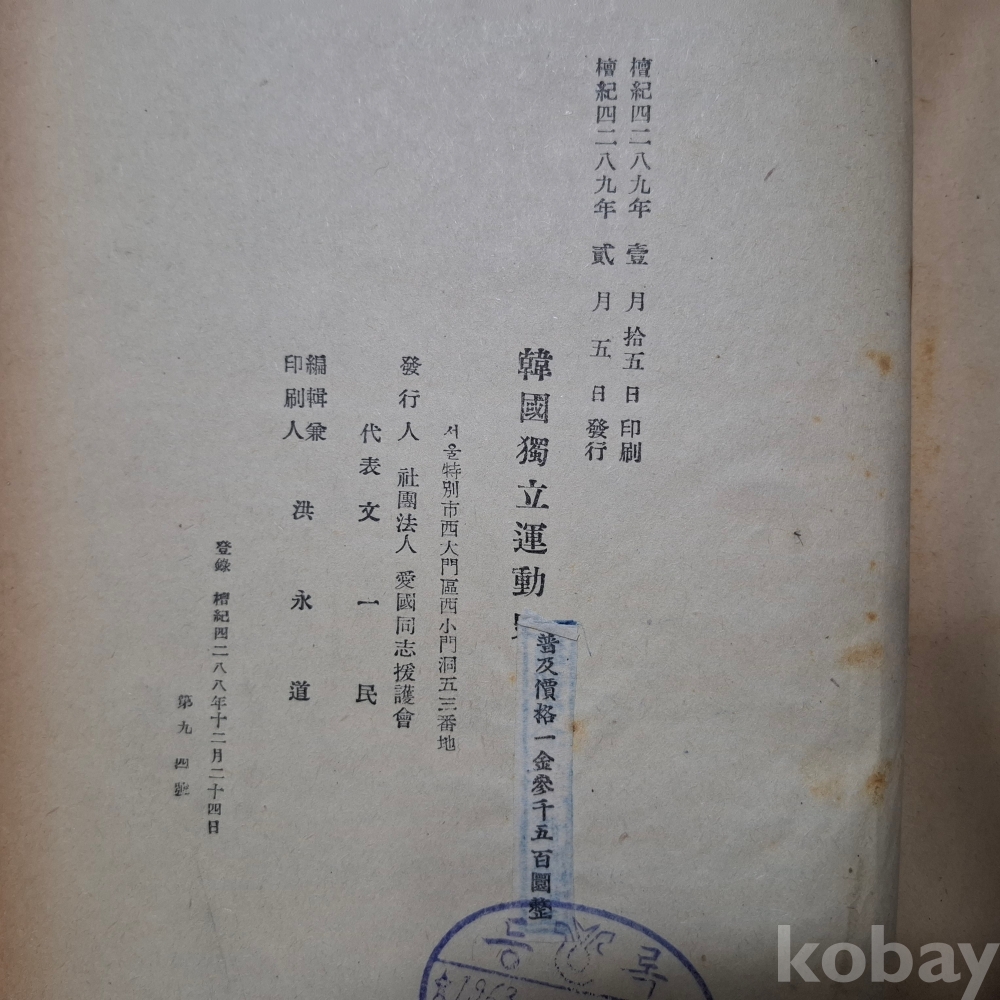 檀紀四二八九年 壹月 拾五日 印刷
檀紀四二八九年 貳月 五日 發行
韓國獨立運動
普及價格一金參千五百圜整
서울特別市西大門區西小門洞五三番地
發行人 社團法人 愛國同志援護會
代表 文一民
編輯兼
印刷人 洪永道
登錄 檀紀四二八八年十二月二十四日
第九四號
등록
1963
kobay